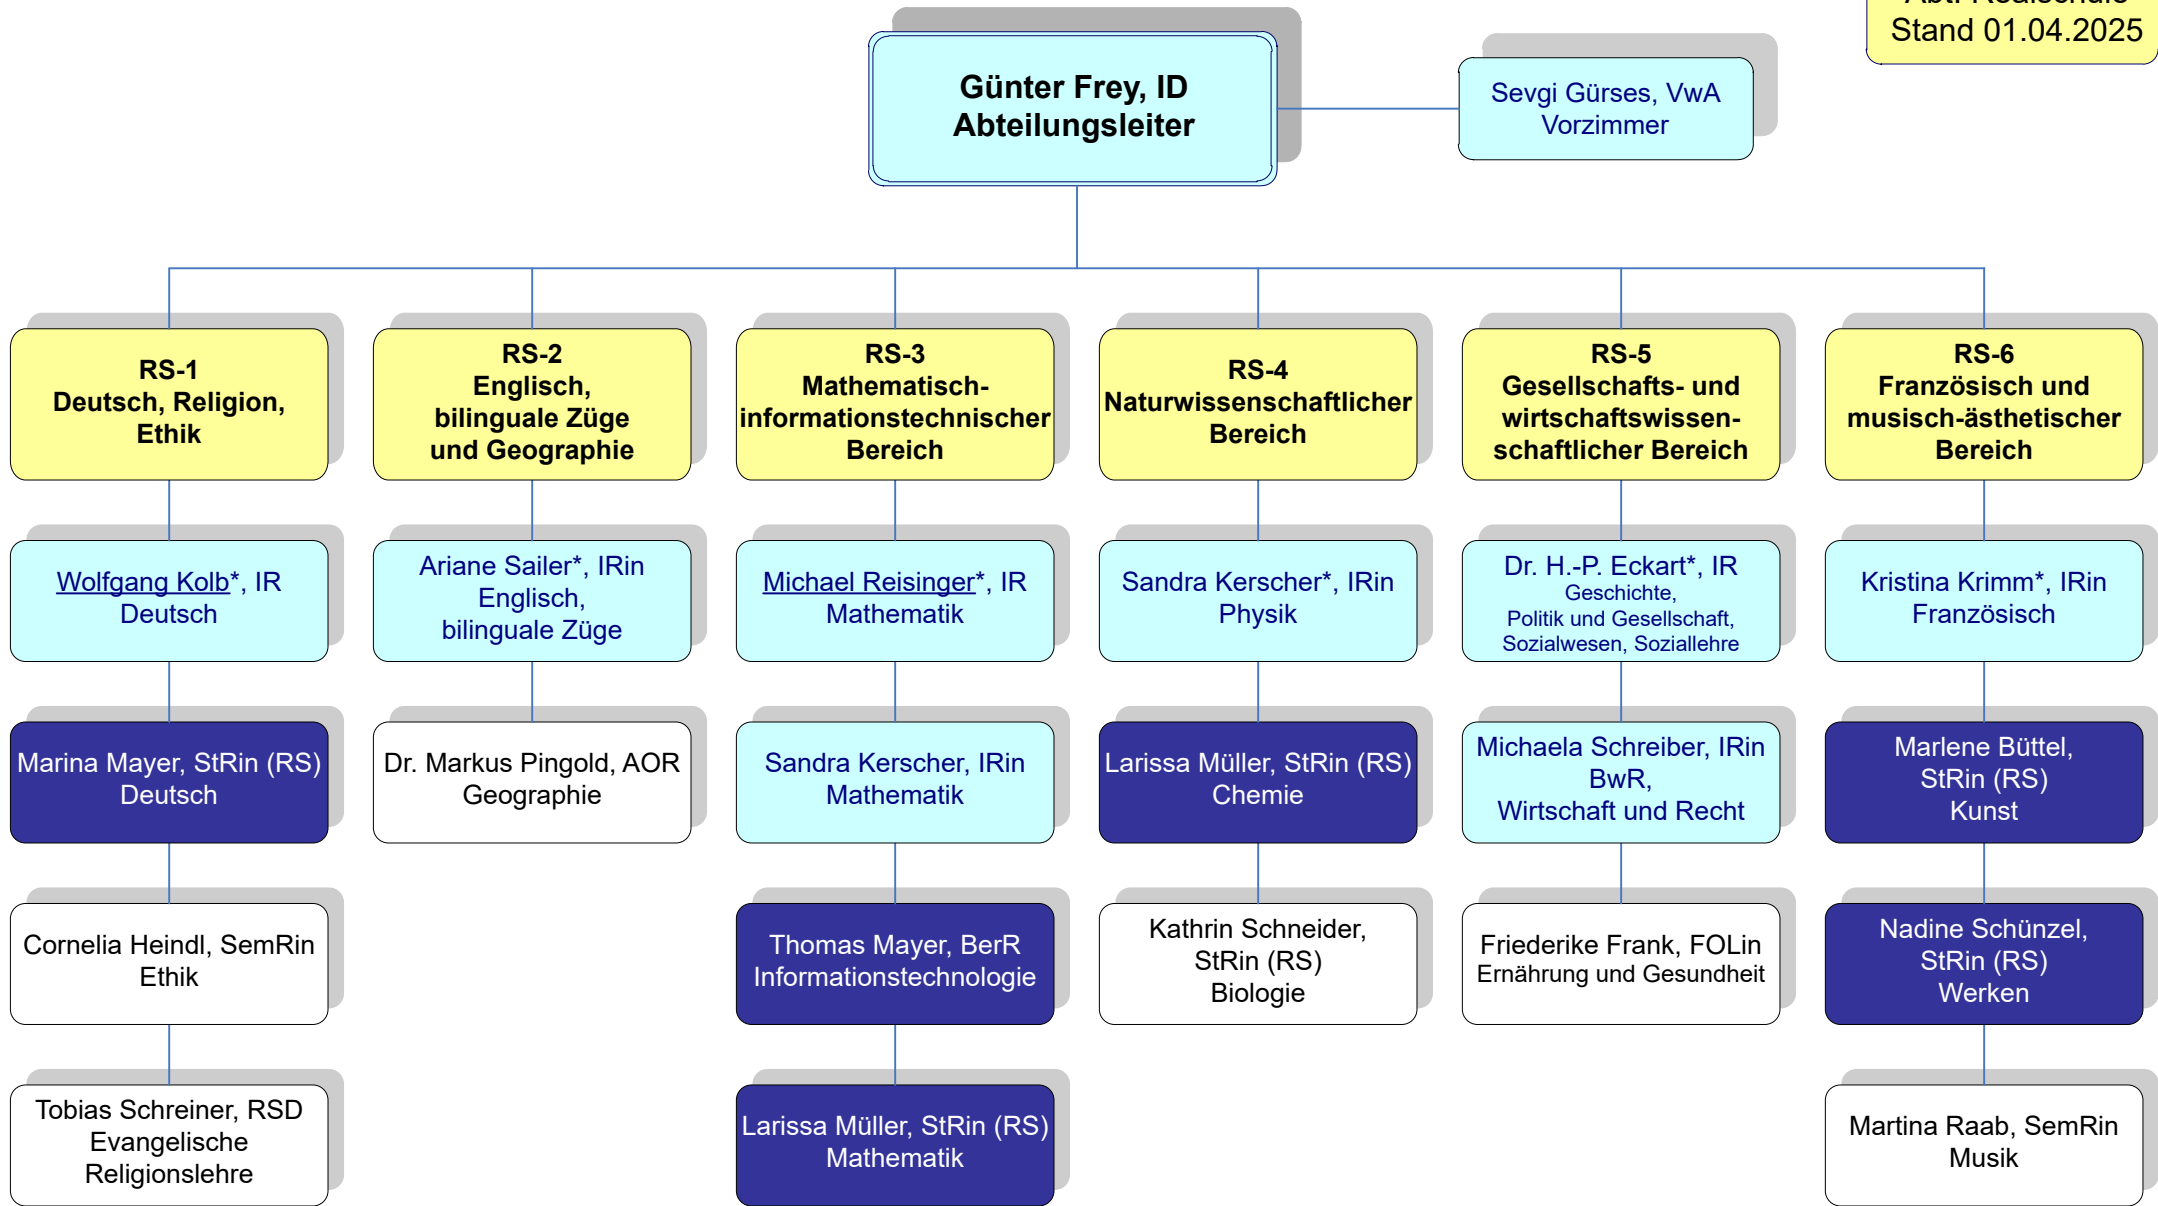 Abt. Realschule
Stand 01.04.2025
Günter Frey, ID
Abteilungsleiter
Sevgi Gürses, VwA
Vorzimmer
RS-1
Deutsch, Religion,
Ethik
RS-2
Englisch,
bilinguale Züge
und Geographie
RS-3
Mathematisch-
informationstechnischer
Bereich
RS-4
Naturwissenschaftlicher
Bereich
RS-5
Gesellschafts- und
wirtschaftswissen-
schaftlicher Bereich
RS-6
Französisch und
musisch-ästhetischer
Bereich
Wolfgang Kolb*, IR
Deutsch
Ariane Sailer*, IRin
Englisch,
bilinguale Züge
Michael Reisinger*, IR
Mathematik
Sandra Kerscher*, IRin
Physik
Dr. H.-P. Eckart*, IR
Geschichte,
Politik und Gesellschaft,
Sozialwesen, Soziallehre
Kristina Krimm*, IRin
Französisch
Marina Mayer, StRin (RS)
Deutsch
Dr. Markus Pingold, AOR
Geographie
Sandra Kerscher, IRin
Mathematik
Larissa Müller, StRin (RS)
Chemie
Michaela Schreiber, IRin
BwR,
Wirtschaft und Recht
Marlene Büttel,
StRin (RS)
Kunst
Cornelia Heindl, SemRin
Ethik
Thomas Mayer, BerR
Informationstechnologie
Kathrin Schneider,
StRin (RS)
Biologie
Friederike Frank, FOLin
Ernährung und Gesundheit
Nadine Schünzel,
StRin (RS)
Werken
Tobias Schreiner, RSD
Evangelische
Religionslehre
Larissa Müller, StRin (RS)
Mathematik
Martina Raab, SemRin
Musik